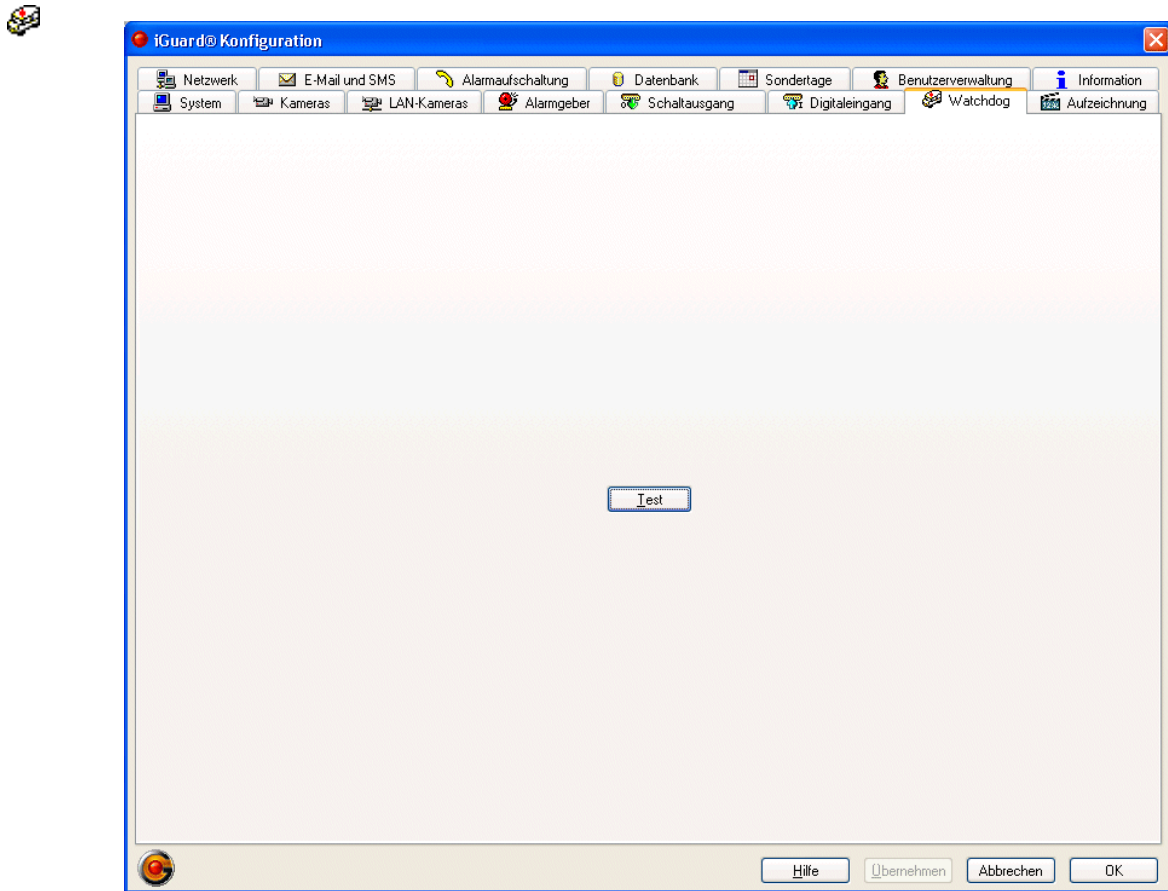 iGuard® Konfiguration
Netzwerk E-Mail und SMS Alarmaufschaltung Datenbank Sondertage Benutzerverwaltung Information
System Kameras LAN-Kameras Alarmgeber Schaltausgang Digitaleingang Watchdog Aufzeichnung
Test
Hilfe Übernehmen Abbrechen OK